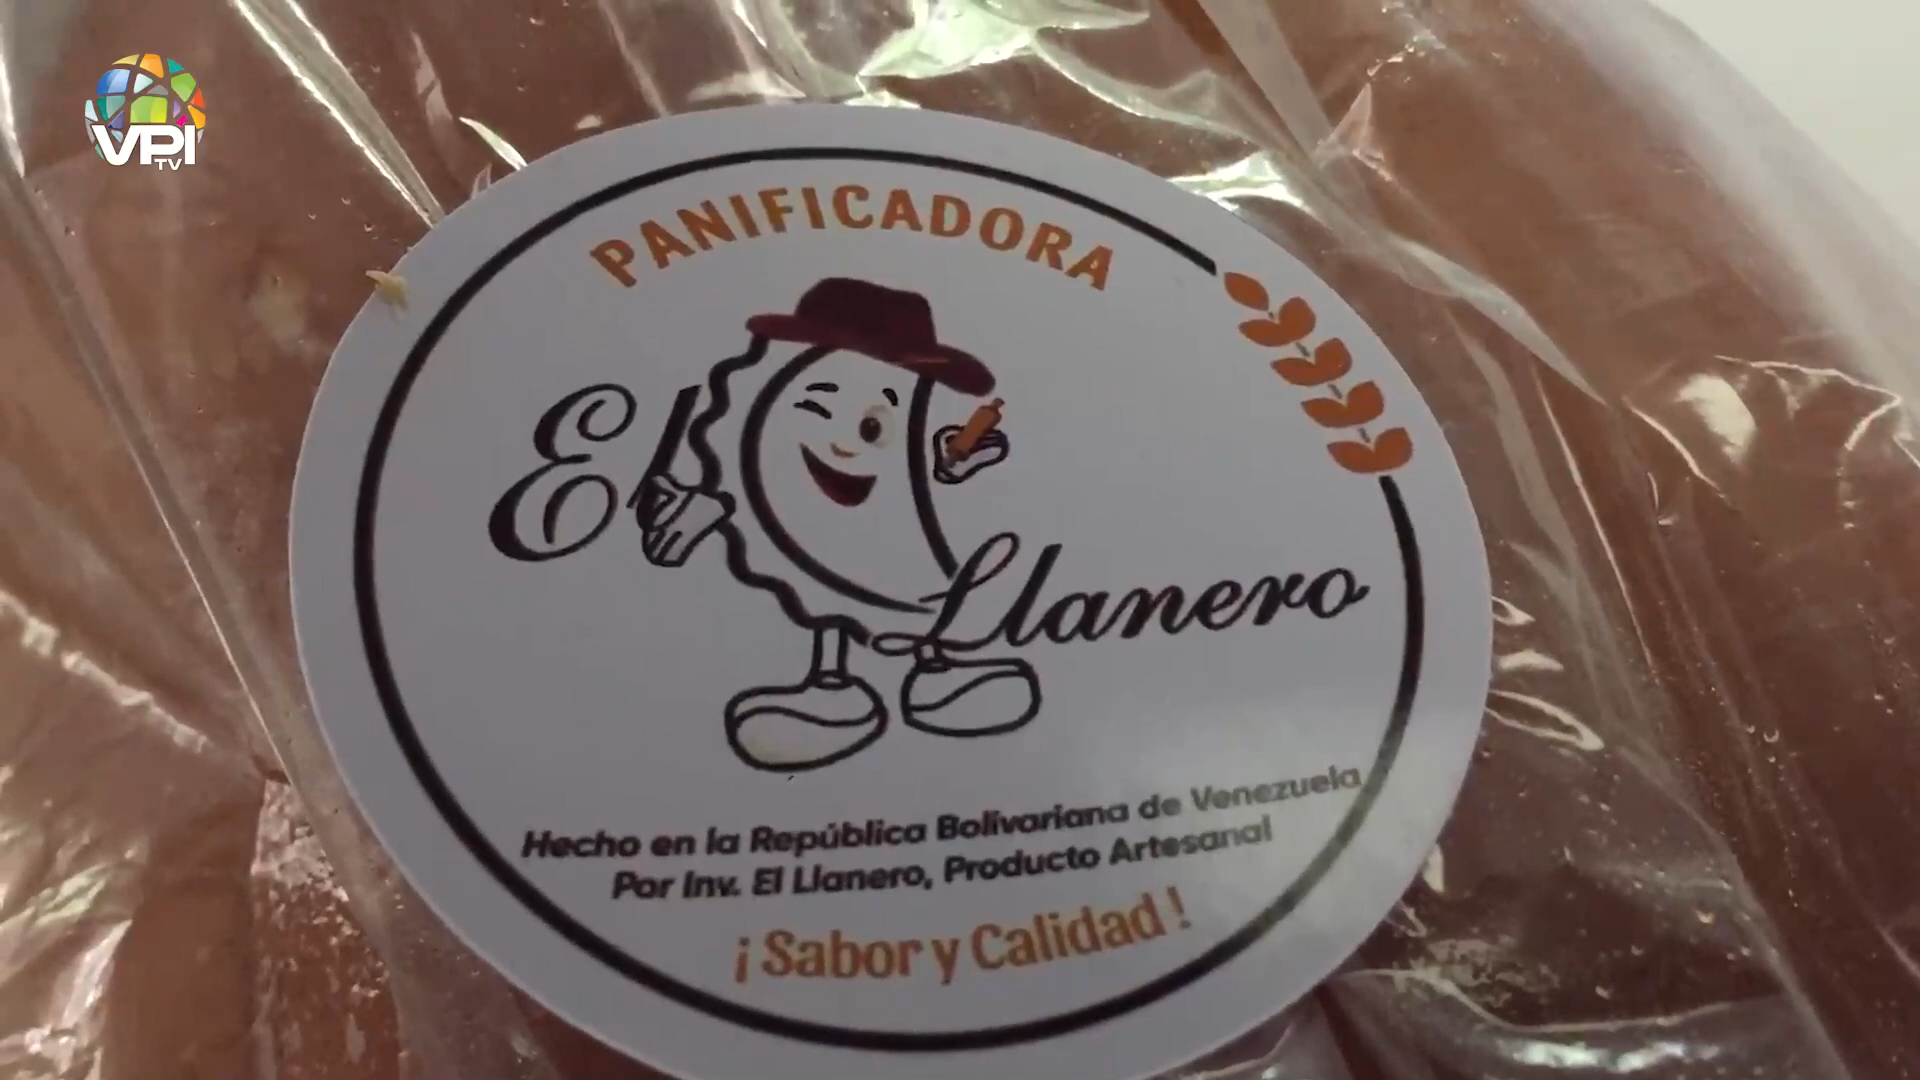 VPI
TV
PANIFICADORA
El Llanero
Hecho en la República Bolivariana de Venezuela
Por Inv. El Llanero, Producto Artesanal
¡Sabor y Calidad!